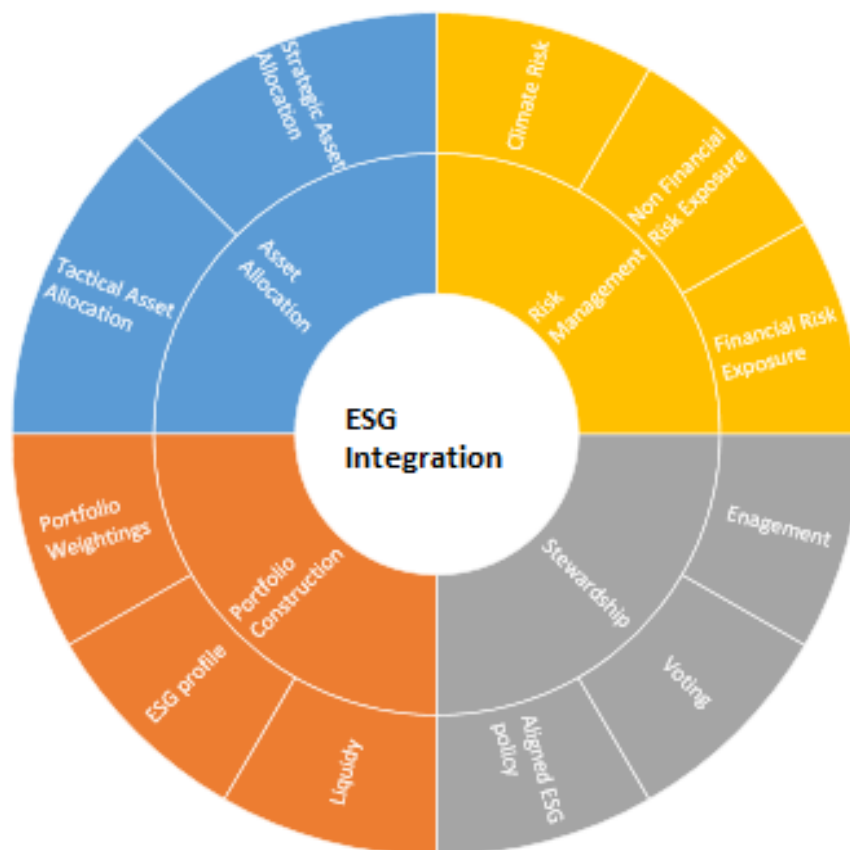 Strategic Asset
Allocation
Climate Risk
Non Financial
Risk Exposure
Financial Risk
Exposure
Tactical Asset
Allocation
Asset
Allocation
Risk
Management
ESG
Integration
Portfolio
Weightings
Portfolio
Construction
ESG profile
Liquidy
Stewardship
Enagement
Voting
Aligned ESG
policy